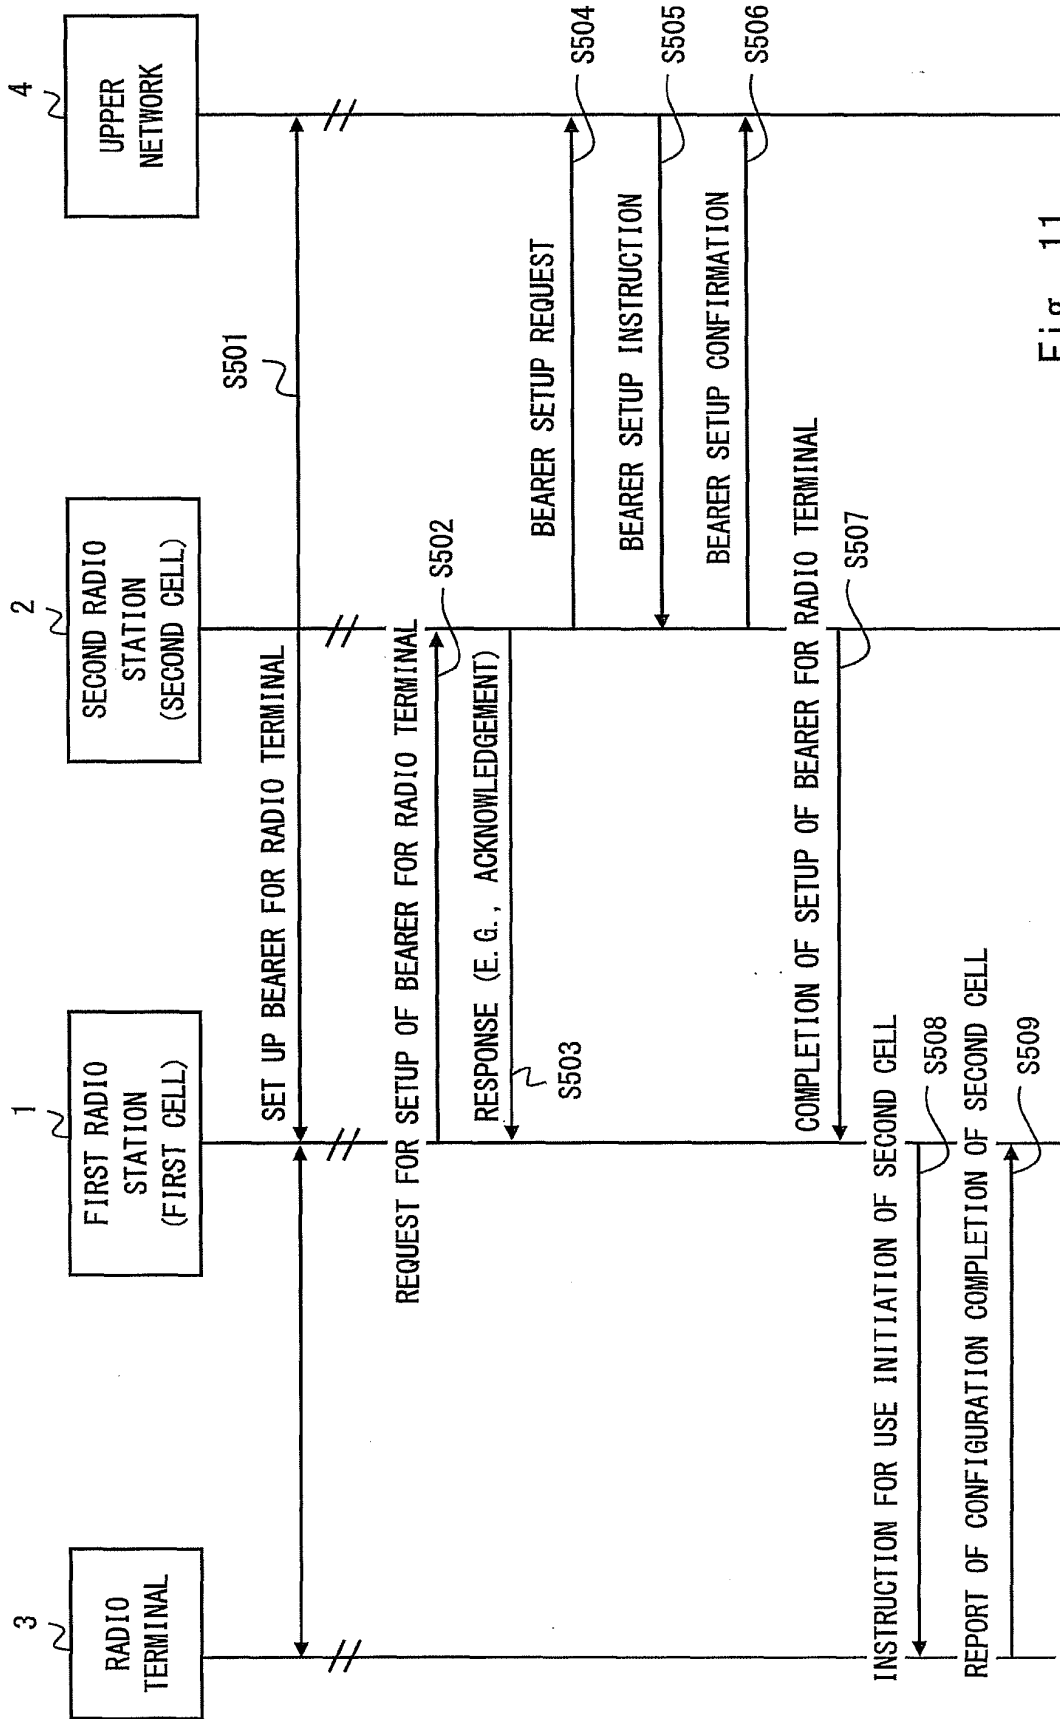 3
RADIO
TERMINAL
1
FIRST RADIO
STATION
(FIRST CELL)
2
SECOND RADIO
STATION
(SECOND CELL)
4
UPPER
NETWORK
SET UP BEARER FOR RADIO TERMINAL
S501
REQUEST FOR SETUP OF BEARER FOR RADIO TERMINAL
S502
RESPONSE (E.G., ACKNOWLEDGEMENT)
S503
BEARER SETUP REQUEST
S504
BEARER SETUP INSTRUCTION
S505
BEARER SETUP CONFIRMATION
S506
COMPLETION OF SETUP OF BEARER FOR RADIO TERMINAL
S507
INSTRUCTION FOR USE INITIATION OF SECOND CELL
S508
REPORT OF CONFIGURATION COMPLETION OF SECOND CELL
S509
Fig. 11